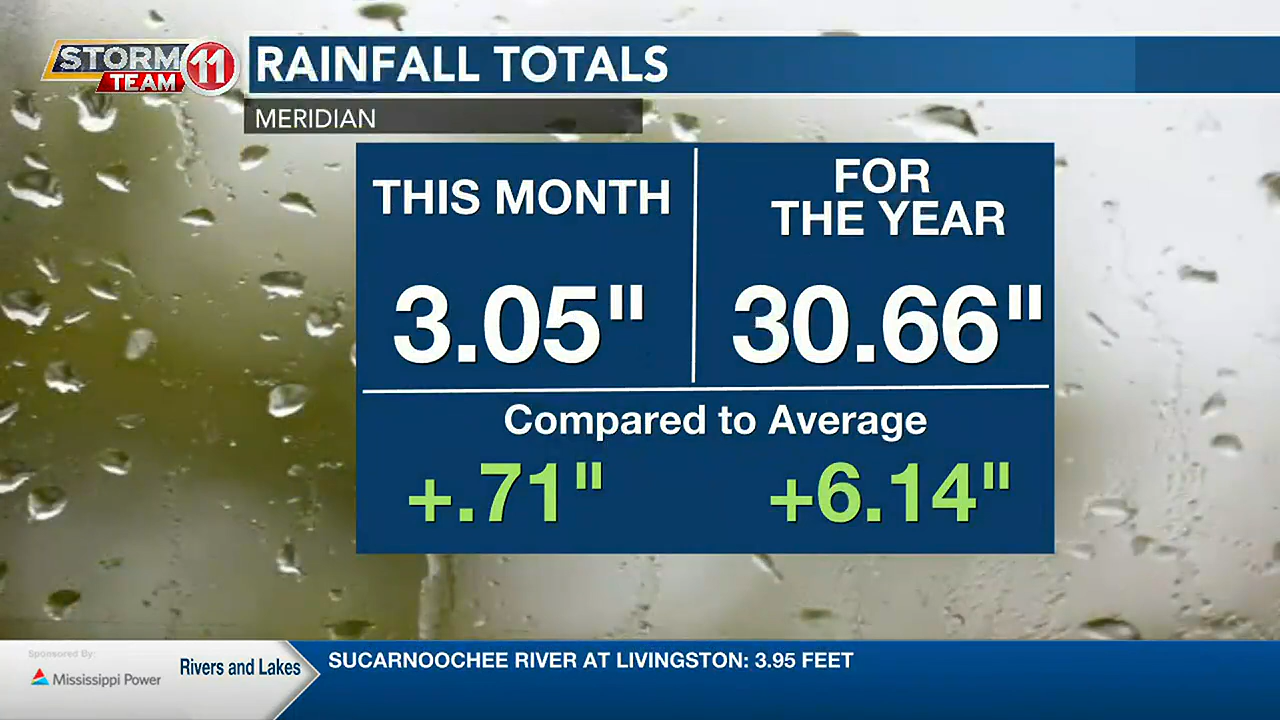 STORM TEAM 11
RAINFALL TOTALS
MERIDIAN
THIS MONTH
FOR
THE YEAR
3.05"
30.66"
Compared to Average
+.71"
+6.14"
Sponsored By:
Mississippi Power
Rivers and Lakes
SUCARNOOCHEE RIVER AT LIVINGSTON: 3.95 FEET